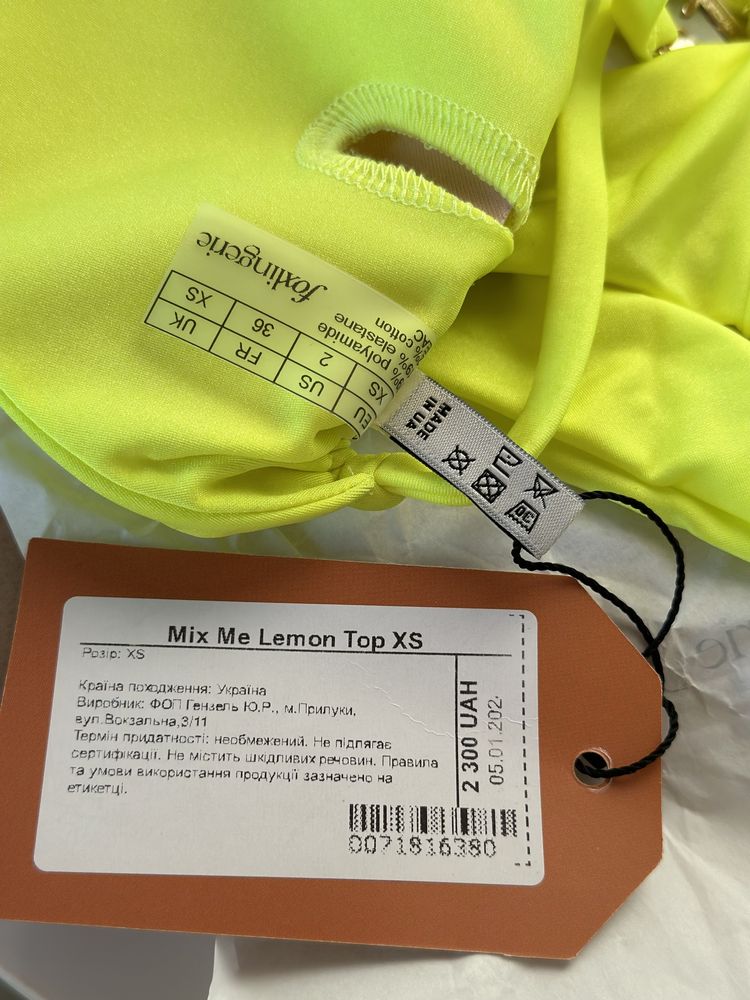 foxlingerie
XS 36 2 XS
UK FR US EU
% polyamide
% elastane
% cotton
EAC
MADE
IN UA
DC
Mix Me Lemon Top XS
Розір: XS
Країна походження: Україна
Виробник: ФОП Гензель Ю.Р., м.Прилуки,
вул.Вокзальна,3/11
Термін придатності: необмежений. Не підлягає
сертифікації. Не містить шкідливих речовин. Правила
та умови використання продукції зазначено на
етикетці.
2 300 UAH
05.01.202
0071816380